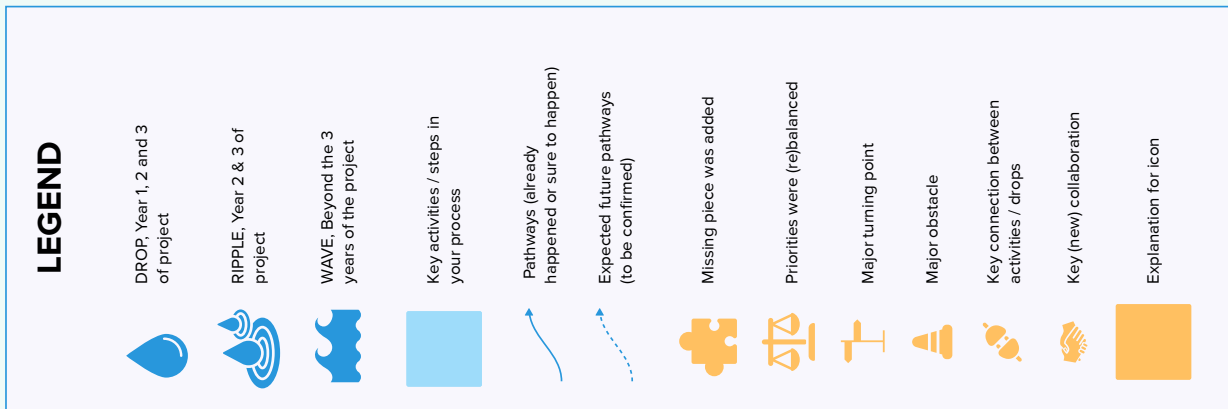 LEGEND
DROP, Year 1, 2 and 3
of project
RIPPLE, Year 2 & 3 of
project
WAVE, Beyond the 3
years of the project
Key activities / steps in
your process
Pathways (already
happened or sure to happen)
Expected future pathways
(to be confirmed)
Missing piece was added
Priorities were (re)balanced
Major turning point
Major obstacle
Key connection between
activities / drops
Key (new) collaboration
Explanation for icon